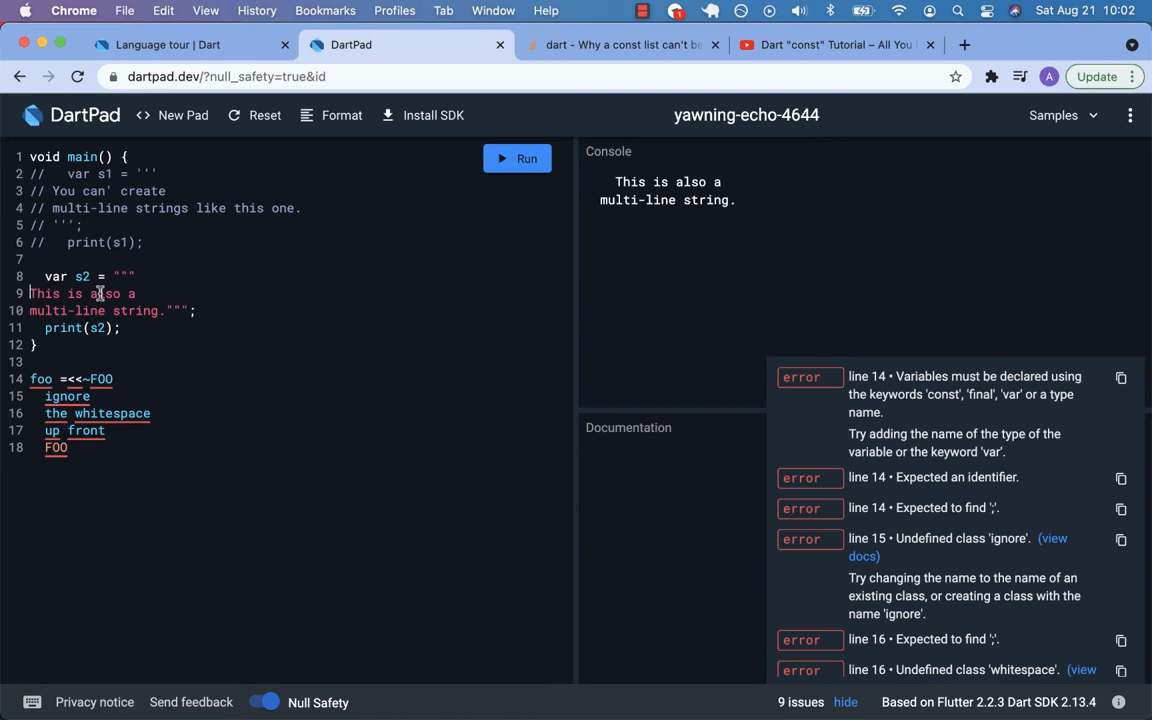 Chrome File Edit View History Bookmarks Profiles Tab Window Help 1 Sat Aug 21 10:02
Language tour | Dart DartPad dart - Why a const list can't be Dart "const" Tutorial – All You
dartpad.dev/?null_safety=true&id A Update
DartPad New Pad Reset Format Install SDK yawning-echo-4644 Samples
Run
1 void main() {
2 // var s1 = '''
3 // You can' create
4 // multi-line strings like this one.
5 // ''';
6 // print(s1);
7
8 var s2 = """
9 This is also a
10 multi-line string.""";
11 print(s2);
12 }
13
14 foo =<<~FOO
15 ignore
16 the whitespace
17 up front
18 FOO
Console
This is also a
multi-line string.
Documentation
error line 14 • Variables must be declared using
the keywords 'const', 'final', 'var' or a type
name.
Try adding the name of the type of the
variable or the keyword 'var'.
error line 14 • Expected an identifier.
error line 14 • Expected to find ';'.
error line 15 • Undefined class 'ignore'. (view
docs)
Try changing the name to the name of an
existing class, or creating a class with the
name 'ignore'.
error line 16 • Expected to find ';'.
error line 16 • Undefined class 'whitespace'. (view
Privacy notice Send feedback Null Safety 9 issues hide Based on Flutter 2.2.3 Dart SDK 2.13.4